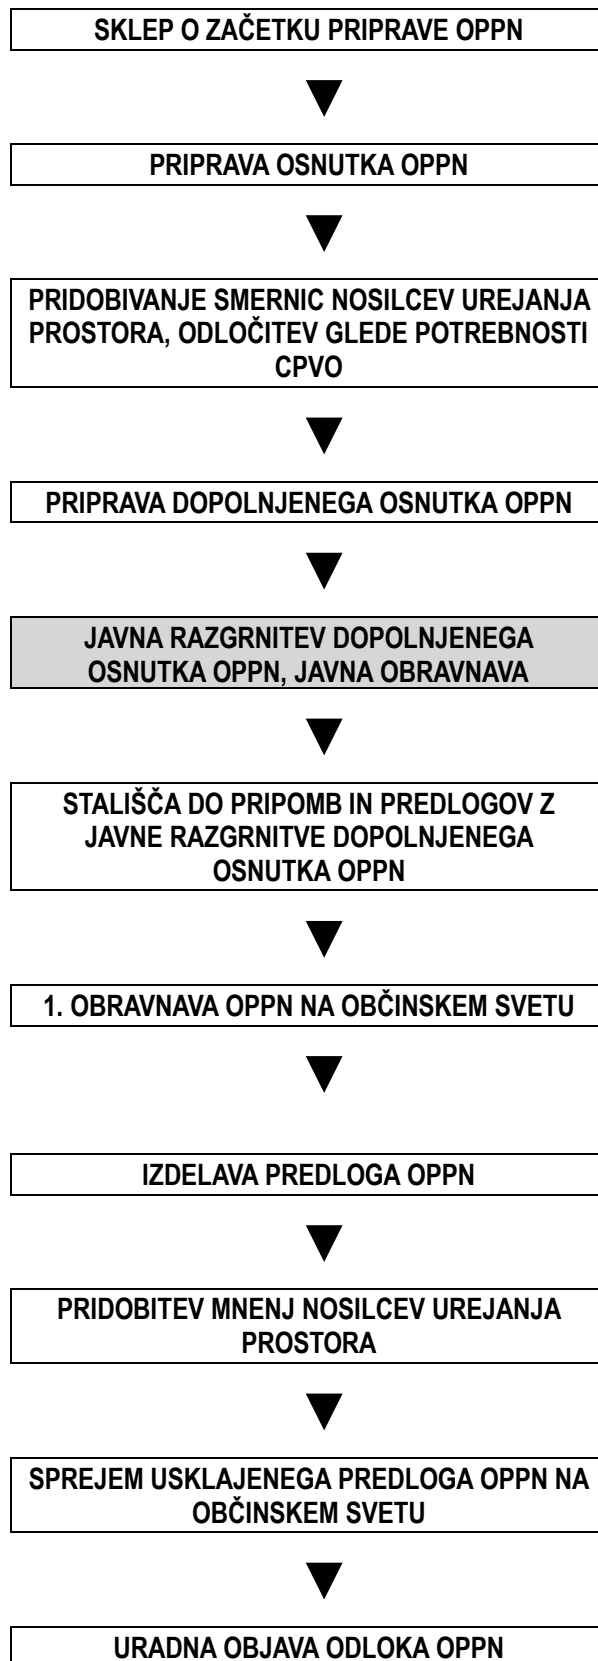 SKLEP O ZAČETKU PRIPRAVE OPPN
PRIPRAVA OSNUTKA OPPN
PRIDOBIVANJE SMERNIC NOSILCEV UREJANJA
PROSTORA, ODLOČITEV GLEDE POTREBNOSTI
CPVO
PRIPRAVA DOPOLNJENEGA OSNUTKA OPPN
JAVNA RAZGRNITEV DOPOLNJENEGA
OSNUTKA OPPN, JAVNA OBRAVNAVA
STALIŠČA DO PRIPOMB IN PREDLOGOV Z
JAVNE RAZGRNITVE DOPOLNJENEGA
OSNUTKA OPPN
1. OBRAVNAVA OPPN NA OBČINSKEM SVETU
IZDELAVA PREDLOGA OPPN
PRIDOBITEV MNENJ NOSILCEV UREJANJA
PROSTORA
SPREJEM USKLAJENEGA PREDLOGA OPPN NA
OBČINSKEM SVETU
URADNA OBJAVA ODLOKA OPPN